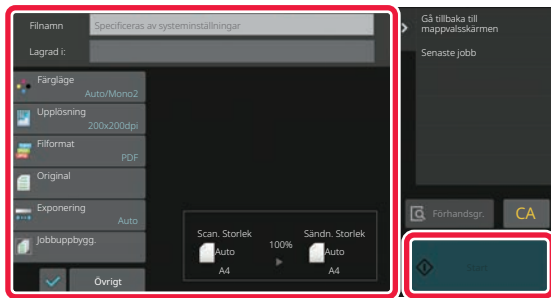 Filnamn
Specificeras av systeminställningar
Lagrad i:
Färgläge
Auto/Mono2
Upplösning
200x200dpi
Filformat
PDF
Original
Exponering
Auto
Jobbuppbygg.
Övrigt
Scan. Storlek
Auto
A4
100%
Sändn. Storlek
Auto
A4
Gå tillbaka till
mappvalsskärmen
Senaste jobb
Förhandsgr.
CA
Start